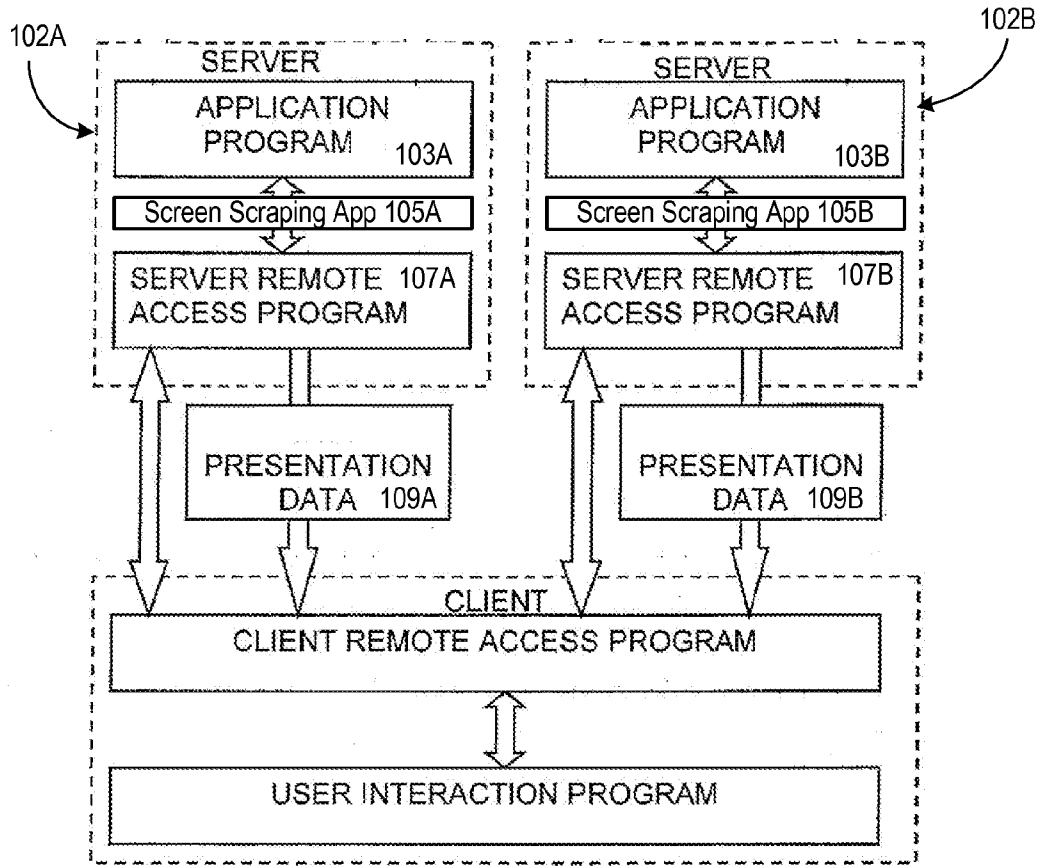 102A
102B
SERVER
APPLICATION
PROGRAM
103A
Screen Scraping App 105A
SERVER REMOTE 107A
ACCESS PROGRAM
SERVER
APPLICATION
PROGRAM
103B
Screen Scraping App 105B
SERVER REMOTE 107B
ACCESS PROGRAM
PRESENTATION
DATA 109A
PRESENTATION
DATA 109B
CLIENT
CLIENT REMOTE ACCESS PROGRAM
USER INTERACTION PROGRAM